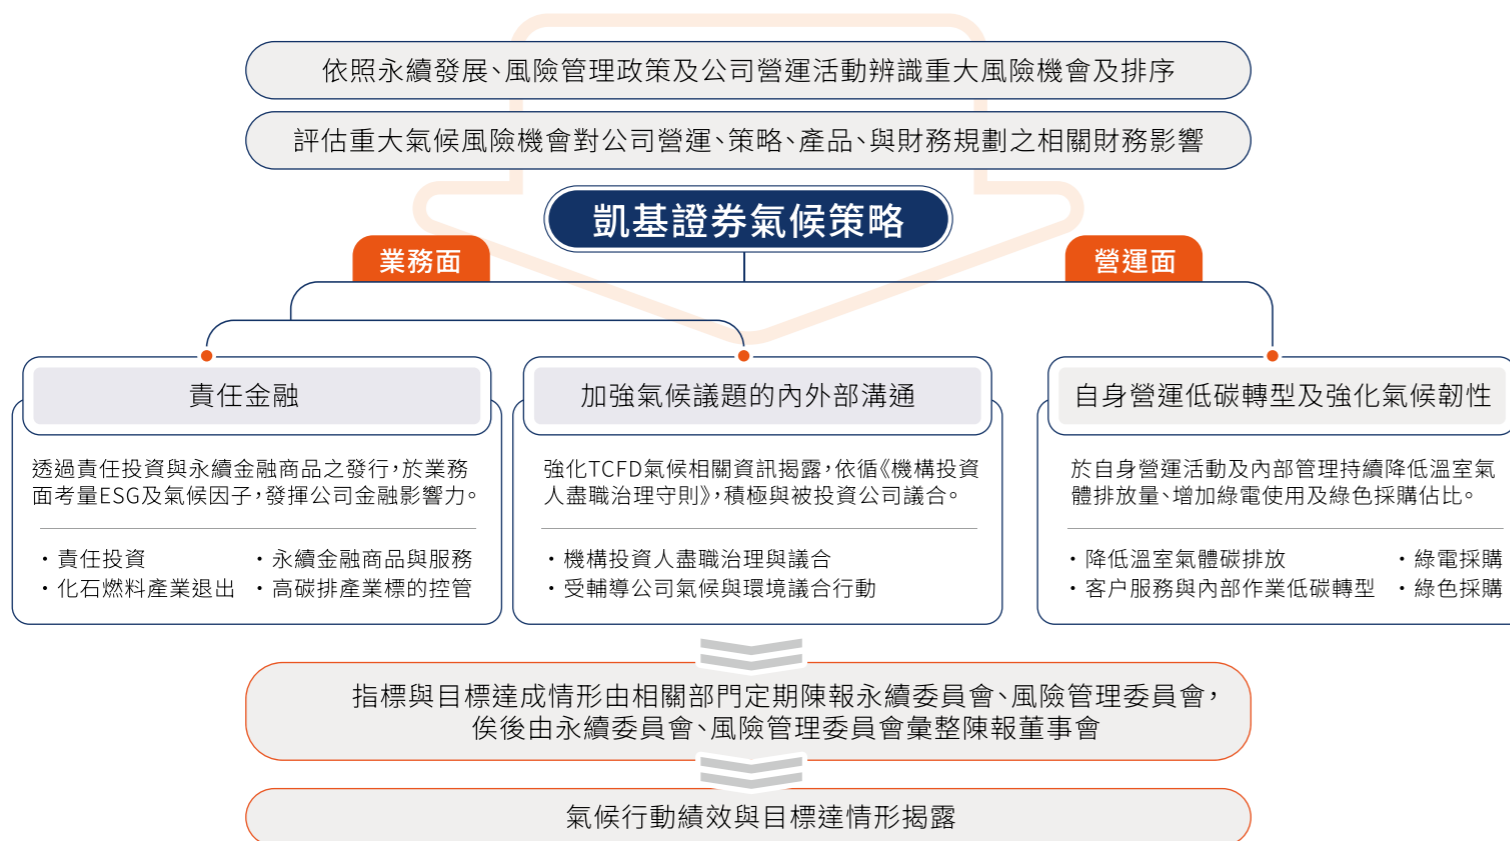 依照永續發展、風險管理政策及公司營運活動辨識重大風險機會及排序
評估重大氣候風險機會對公司營運、策略、產品、與財務規劃之相關財務影響
凱基證券氣候策略
業務面
營運面
責任金融
透過責任投資與永續金融商品之發行，於業務
面考量ESG及氣候因子，發揮公司金融影響力。
・責任投資
・永續金融商品與服務
・化石燃料產業退出
・高碳排產業標的控管
加強氣候議題的內外部溝通
強化TCFD氣候相關資訊揭露，依循《機構投資
人盡職治理守則》，積極與被投資公司議合。
・機構投資人盡職治理與議合
・受輔導公司氣候與環境議合行動
自身營運低碳轉型及強化氣候韌性
於自身營運活動及內部管理持續降低溫室氣
體排放量、增加綠電使用及綠色採購佔比。
・降低溫室氣體碳排放
・綠電採購
・客户服務與內部作業低碳轉型
・綠色採購
指標與目標達成情形由相關部門定期陳報永續委員會、風險管理委員會，
俟後由永續委員會、風險管理委員會彙整陳報董事會
氣候行動績效與目標達情形揭露